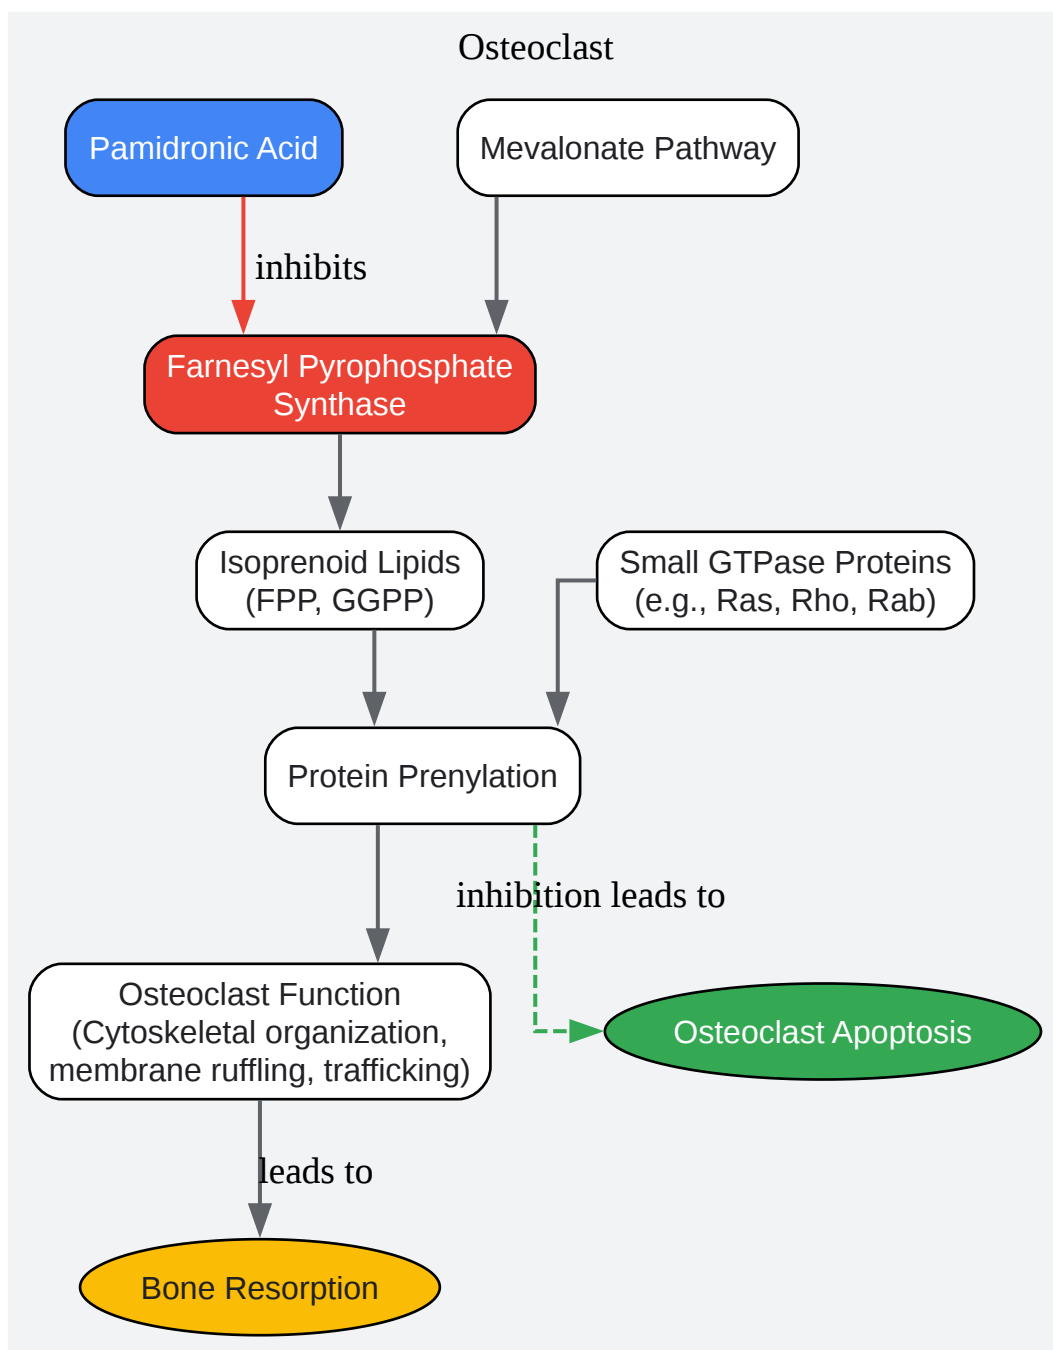 Osteoclast
Pamidronic Acid
Mevalonate Pathway
inhibits
Farnesyl Pyrophosphate
Synthase
Isoprenoid Lipids
(FPP, GGPP)
Small GTPase Proteins
(e.g., Ras, Rho, Rab)
Protein Prenylation
inhibition leads to
Osteoclast Function
(Cytoskeletal organization,
membrane ruffling, trafficking)
Osteoclast Apoptosis
leads to
Bone Resorption